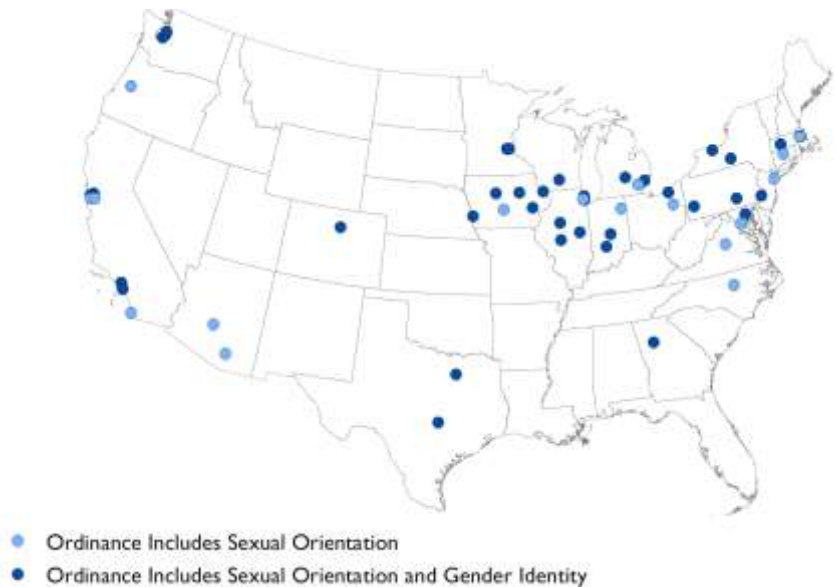 Ordinance Includes Sexual Orientation
Ordinance Includes Sexual Orientation and Gender Identity